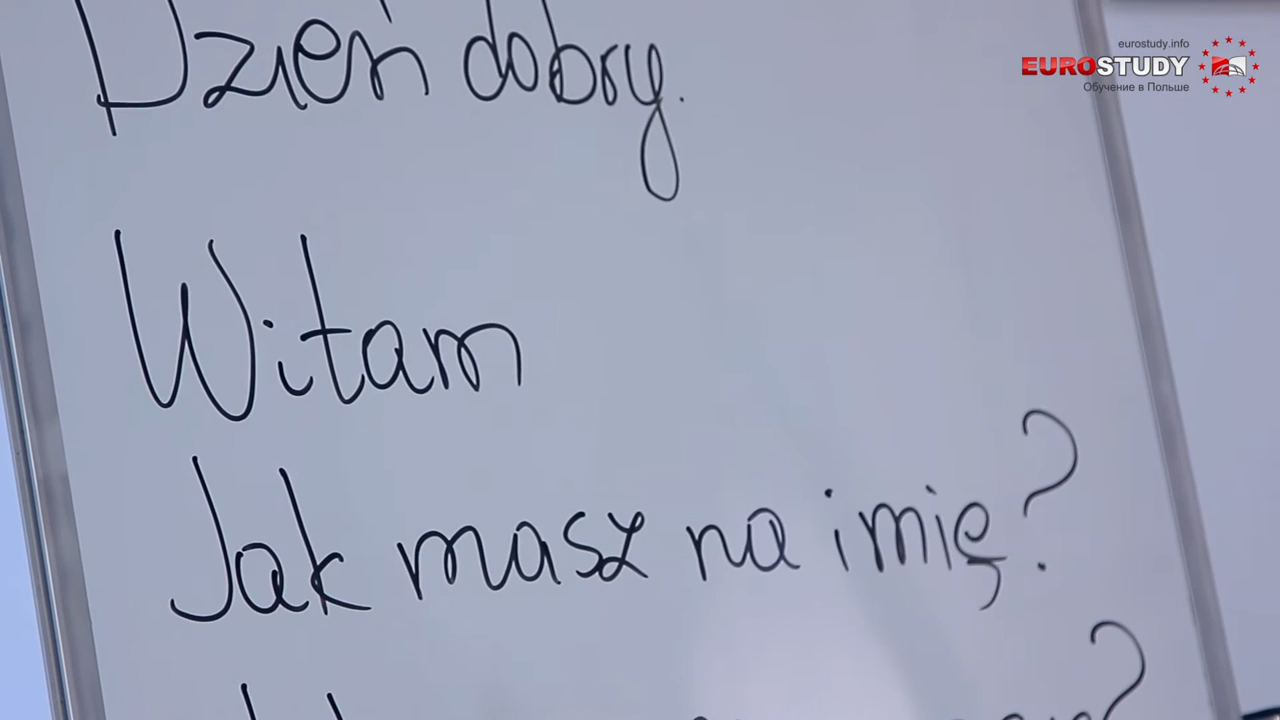 Dzień dobry.
Witam
Jak masz na imię?
eurostudy.info
EUROSTUDY
Обучение в Польше